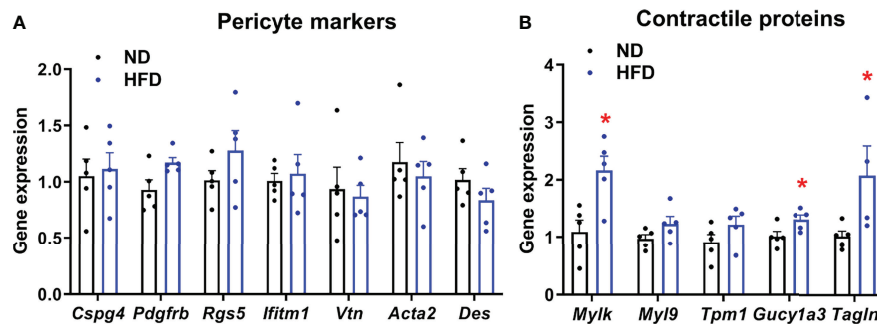 A Pericyte markers
ND
HFD
Gene expression
2.0
1.5
1.0
0.5
0.0
Cspg4 Pdgfrb Rgs5 Ifitm1 Vtn Acta2 Des
B Contractile proteins
ND
HFD
Gene expression
4
3
2
1
0
* * *
Mylk Myl9 Tpm1 Gucy1a3 Tagln